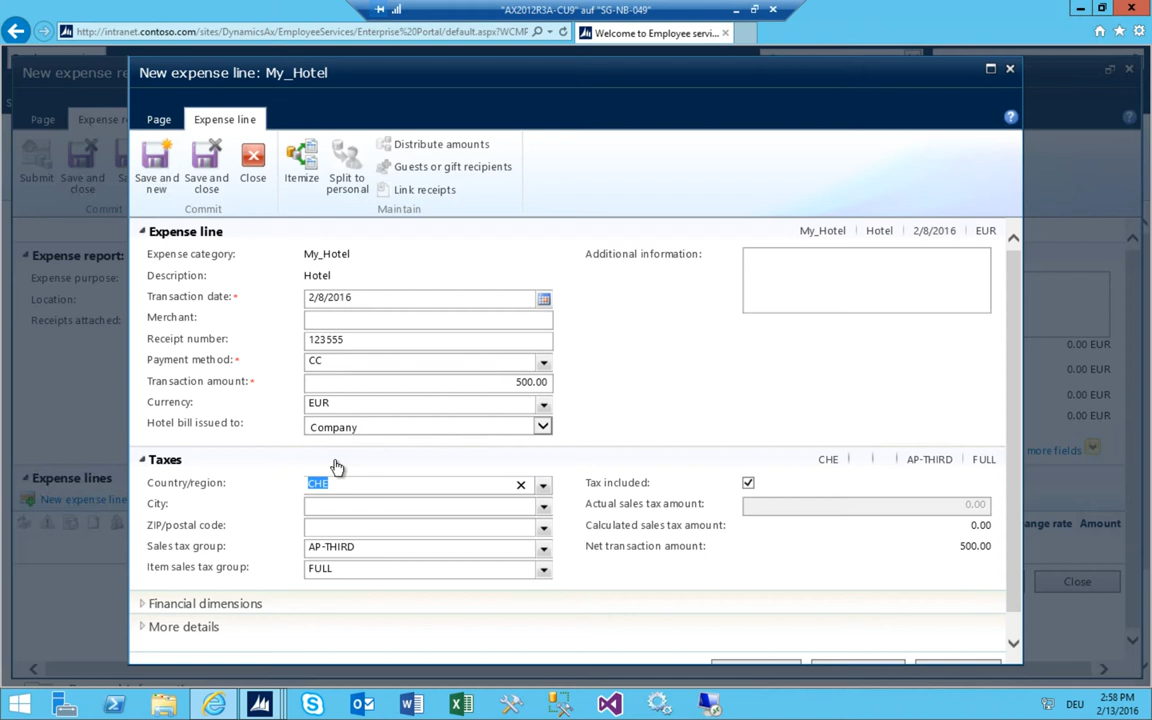 "AX2012R3A-CU9" auf "SG-NB-049"
http://intranet.contoso.com/sites/DynamicsAx/EmployeeServices/Enterprise%20Portal/default.aspx?WCMF
Welcome to Employee servi...
New expense re
New expense line: My_Hotel
Page
Expense r
Page
Expense line
Submit
Save and close
Commit
Save and new
Save and close
Close
Commit
Itemize
Split to personal
Distribute amounts
Guests or gift recipients
Link receipts
Maintain
Expense line
My_Hotel | Hotel | 2/8/2016 | EUR
Expense category: My_Hotel
Additional information:
Description: Hotel
Transaction date:* 2/8/2016
Merchant:
Receipt number: 123555
Payment method:* CC
Transaction amount:* 500.00
Currency: EUR
Hotel bill issued to: Company
Taxes
CHE | | | AP-THIRD | FULL
Country/region: CHE
Tax included:
City:
Actual sales tax amount: 0.00
ZIP/postal code:
Calculated sales tax amount: 0.00
Sales tax group: AP-THIRD
Net transaction amount: 500.00
Item sales tax group: FULL
Financial dimensions
More details
Expense report:
Expense purpose:
Location:
Receipts attached:
0.00 EUR
0.00 EUR
0.00 EUR
0.00 EUR
more fields
Expense lines
New expense line
ange rate Amount
Close
DEU
2:58 PM
2/13/2016